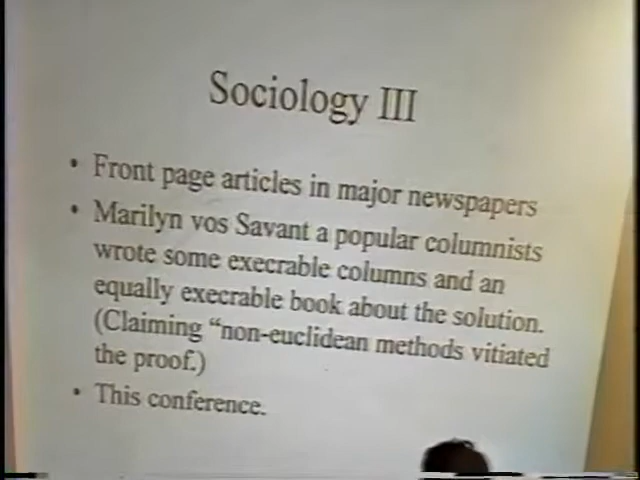 Sociology III
• Front page articles in major newspapers
• Marilyn vos Savant a popular columnists
wrote some execrable columns and an
equally execrable book about the solution.
(Claiming “non-euclidean methods vitiated
the proof.)
• This conference.